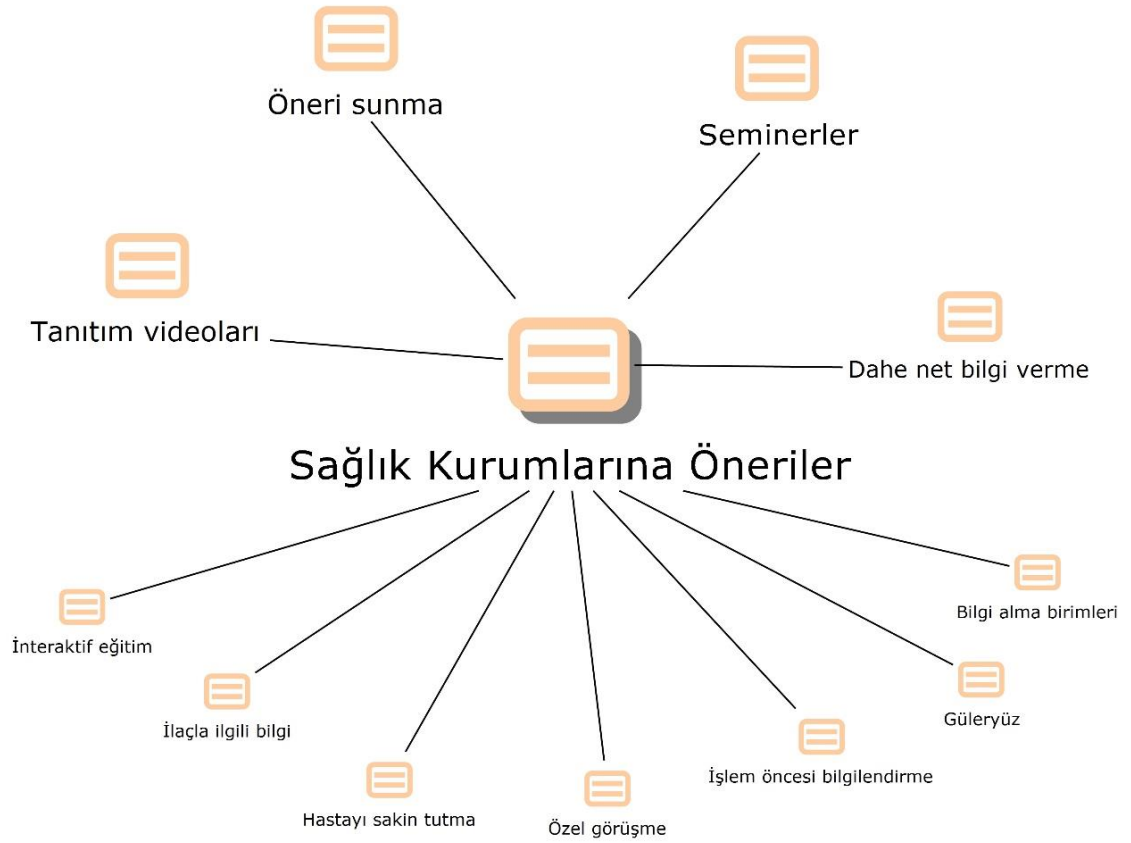 Öneri sunma
Seminerler
Tanıtım videoları
Dahe net bilgi verme
Sağlık Kurumlarına Öneriler
Bilgi alma birimleri
İnteraktif eğitim
Güleryüz
İlaçla ilgili bilgi
İşlem öncesi bilgilendirme
Hastayı sakin tutma
Özel görüşme